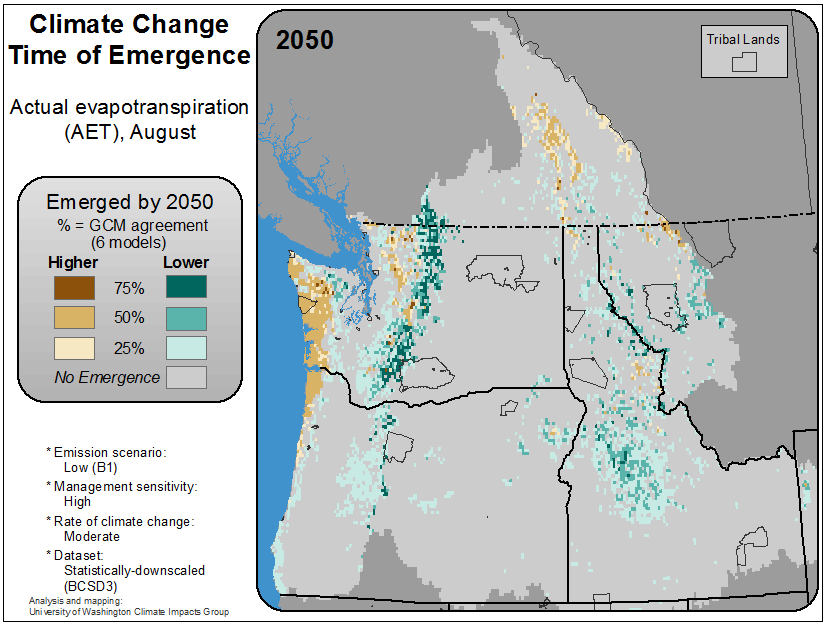 Climate Change
Time of Emergence
Actual evapotranspiration
(AET), August
Emerged by 2050
% = GCM agreement
(6 models)
Higher Lower
75%
50%
25%
No Emergence
* Emission scenario:
Low (B1)
* Management sensitivity:
High
* Rate of climate change:
Moderate
* Dataset:
Statistically-downscaled
(BCSD3)
Analysis and mapping:
University of Washington Climate Impacts Group
2050
Tribal Lands